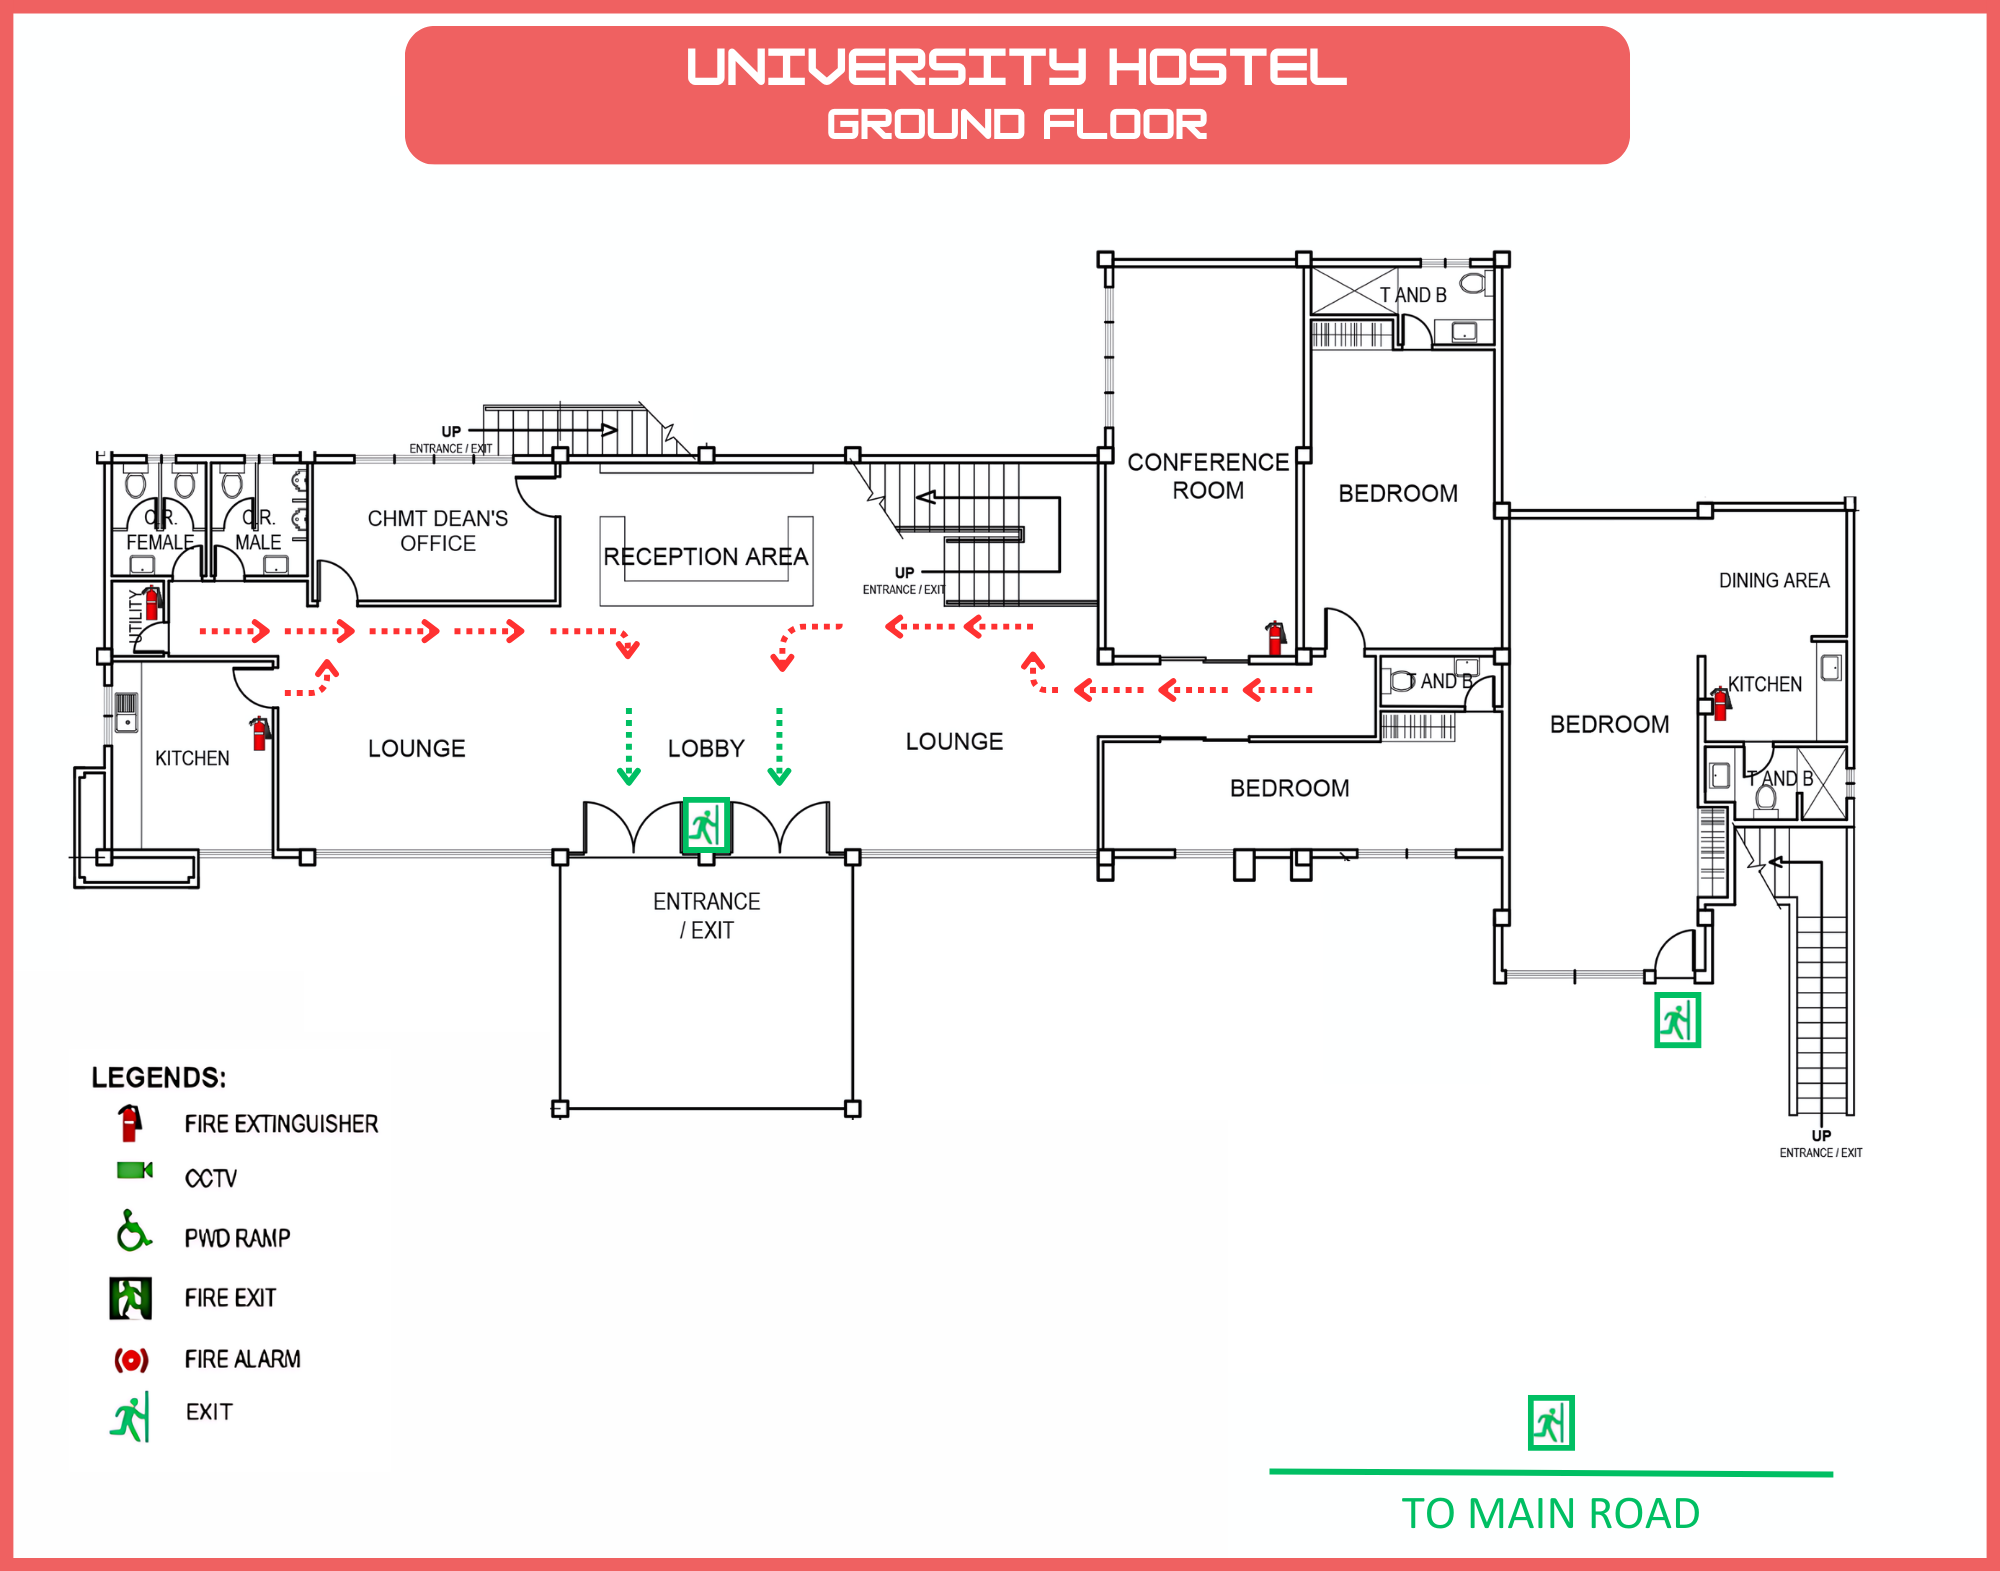 UNIVERSITY HOSTEL
GROUND FLOOR
T AND B
UP
ENTRANCE / EXIT
CONFERENCE
ROOM
BEDROOM
C.R.
FEMALE
C.R.
MALE
CHMT DEAN'S
OFFICE
RECEPTION AREA
UP
ENTRANCE / EXIT
DINING AREA
UTILITY
T AND B
KITCHEN
BEDROOM
KITCHEN
LOUNGE
LOBBY
LOUNGE
BEDROOM
T AND B
ENTRANCE
/ EXIT
UP
ENTRANCE / EXIT
LEGENDS:
FIRE EXTINGUISHER
CCTV
PWD RAMP
FIRE EXIT
FIRE ALARM
EXIT
TO MAIN ROAD